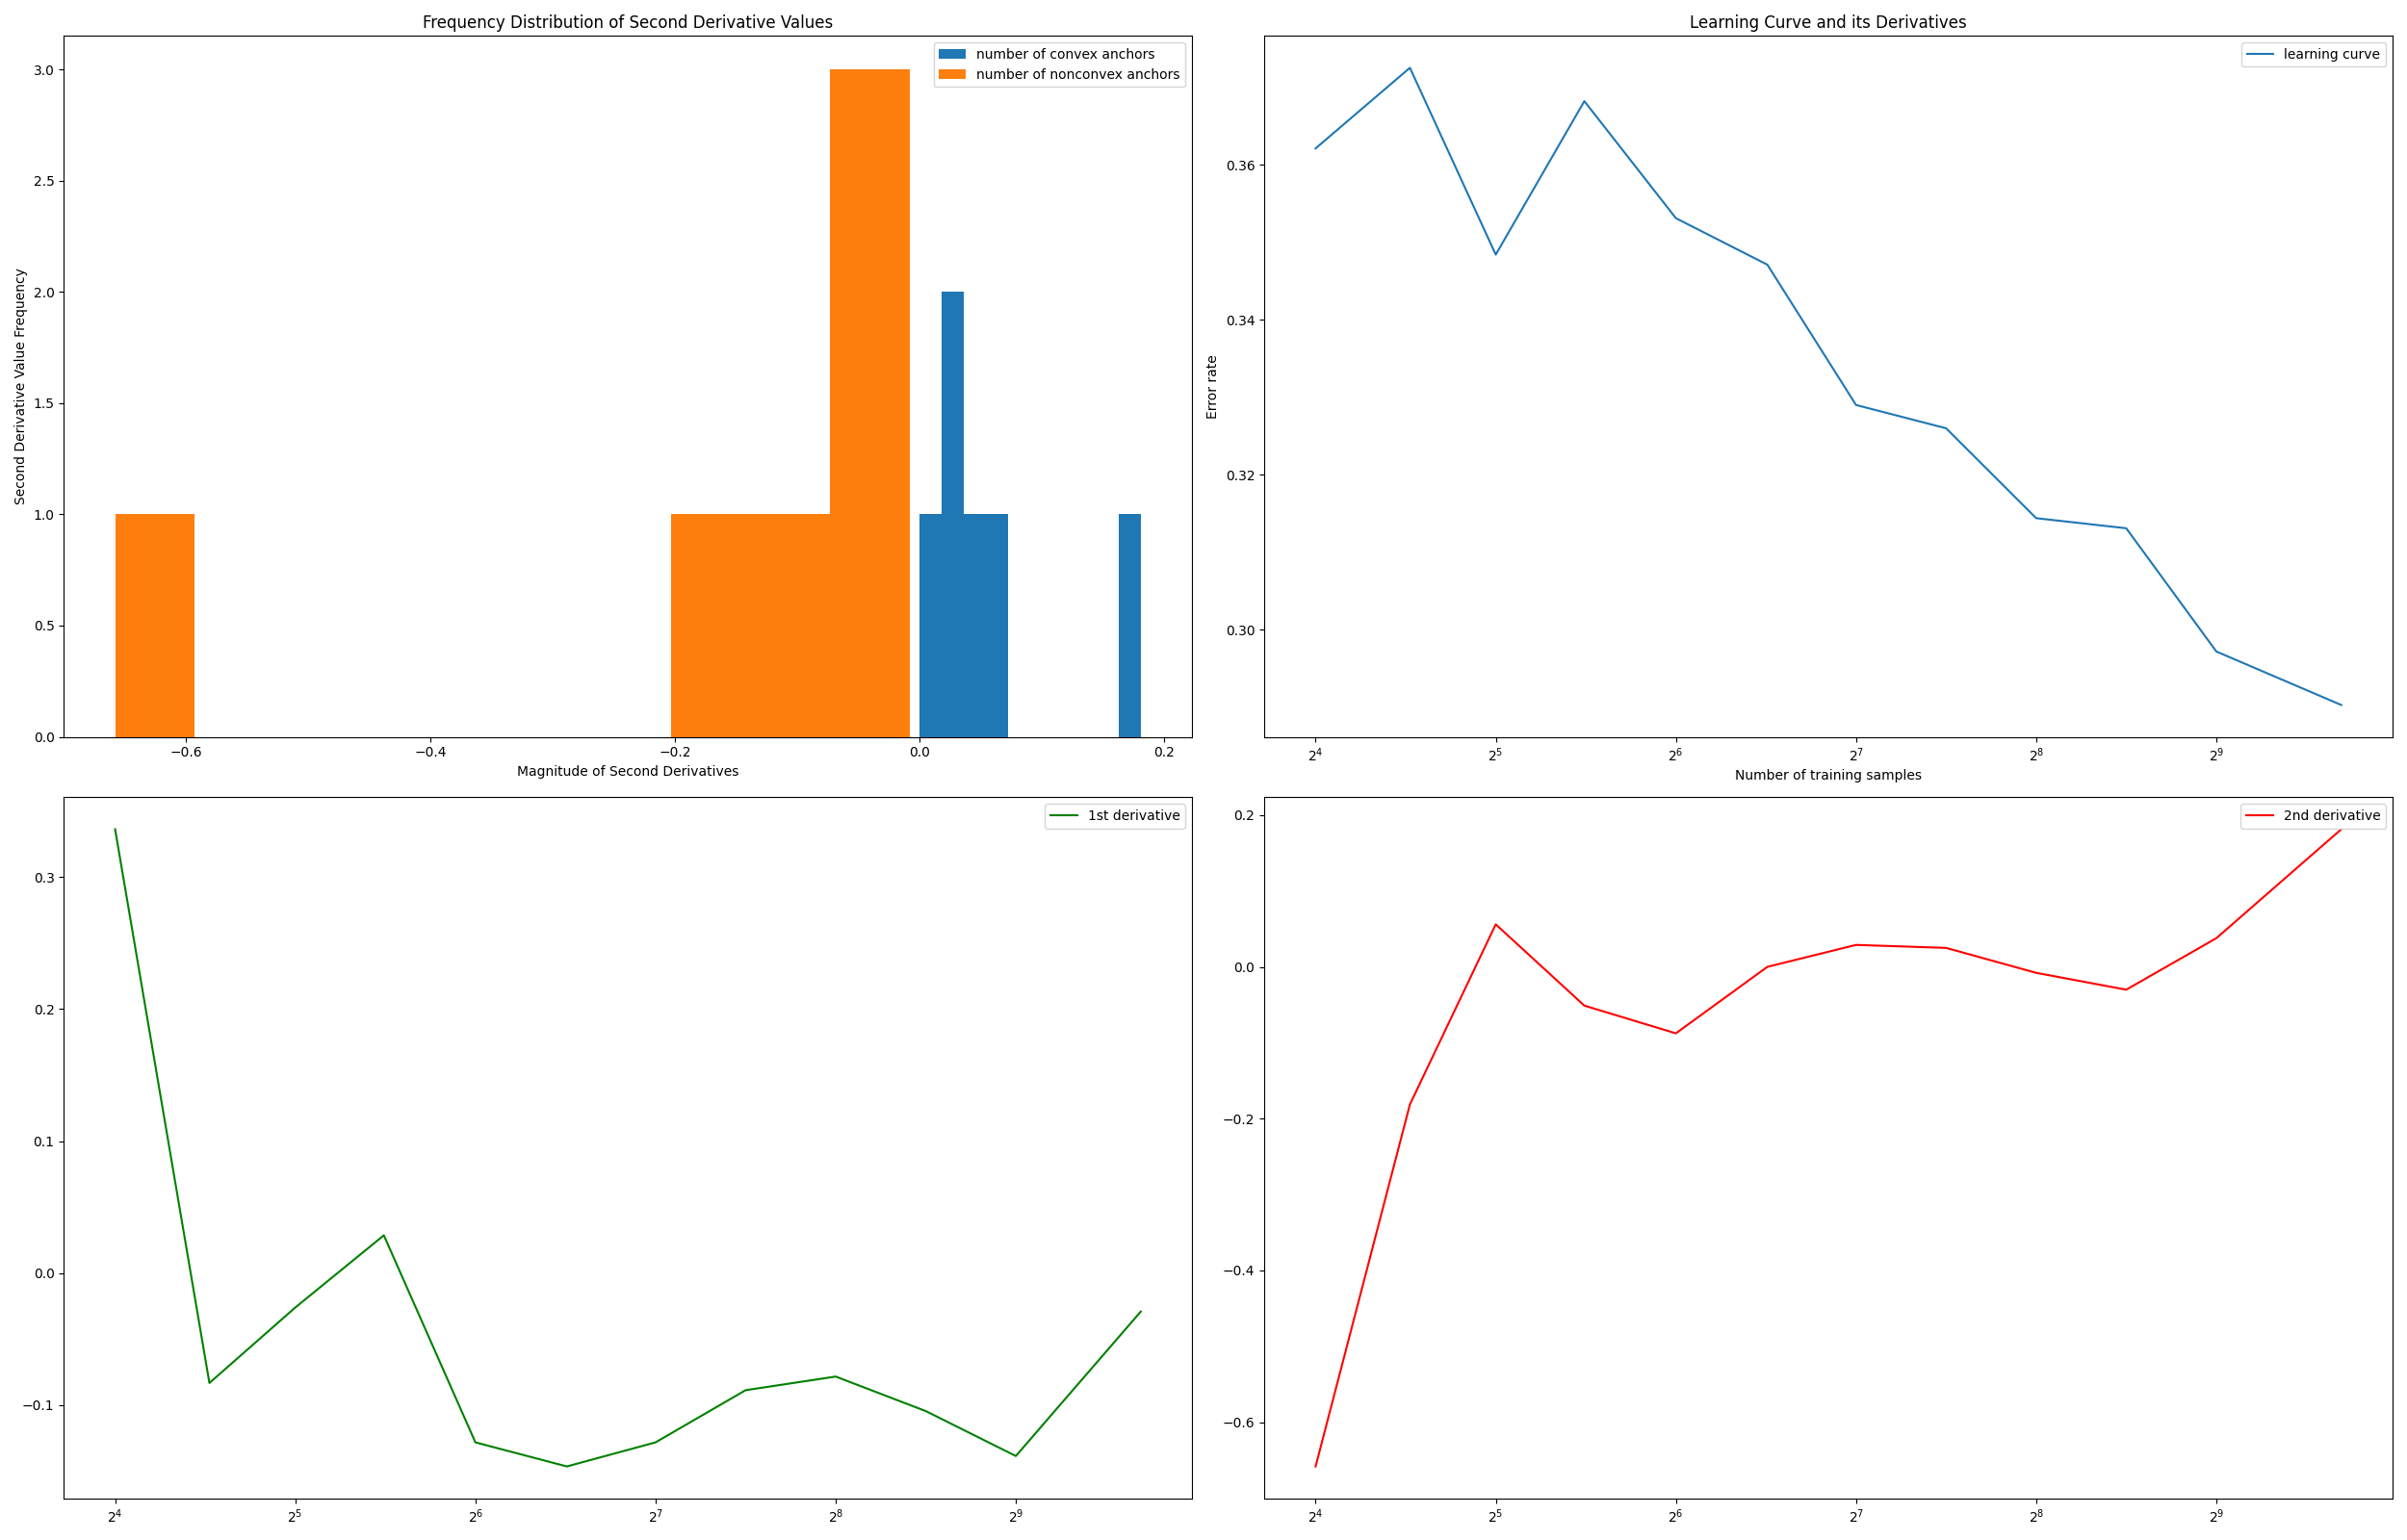 Frequency Distribution of Second Derivative Values
number of convex anchors
number of nonconvex anchors
3.0
2.5
2.0
1.5
1.0
0.5
0.0
Second Derivative Value Frequency
−0.6 −0.4 −0.2 0.0 0.2
Magnitude of Second Derivatives
Learning Curve and its Derivatives
learning curve
0.36
0.34
0.32
0.30
Error rate
2⁴ 2⁵ 2⁶ 2⁷ 2⁸ 2⁹
Number of training samples
1st derivative
0.3
0.2
0.1
0.0
−0.1
2⁴ 2⁵ 2⁶ 2⁷ 2⁸ 2⁹
2nd derivative
0.2
0.0
−0.2
−0.4
−0.6
2⁴ 2⁵ 2⁶ 2⁷ 2⁸ 2⁹